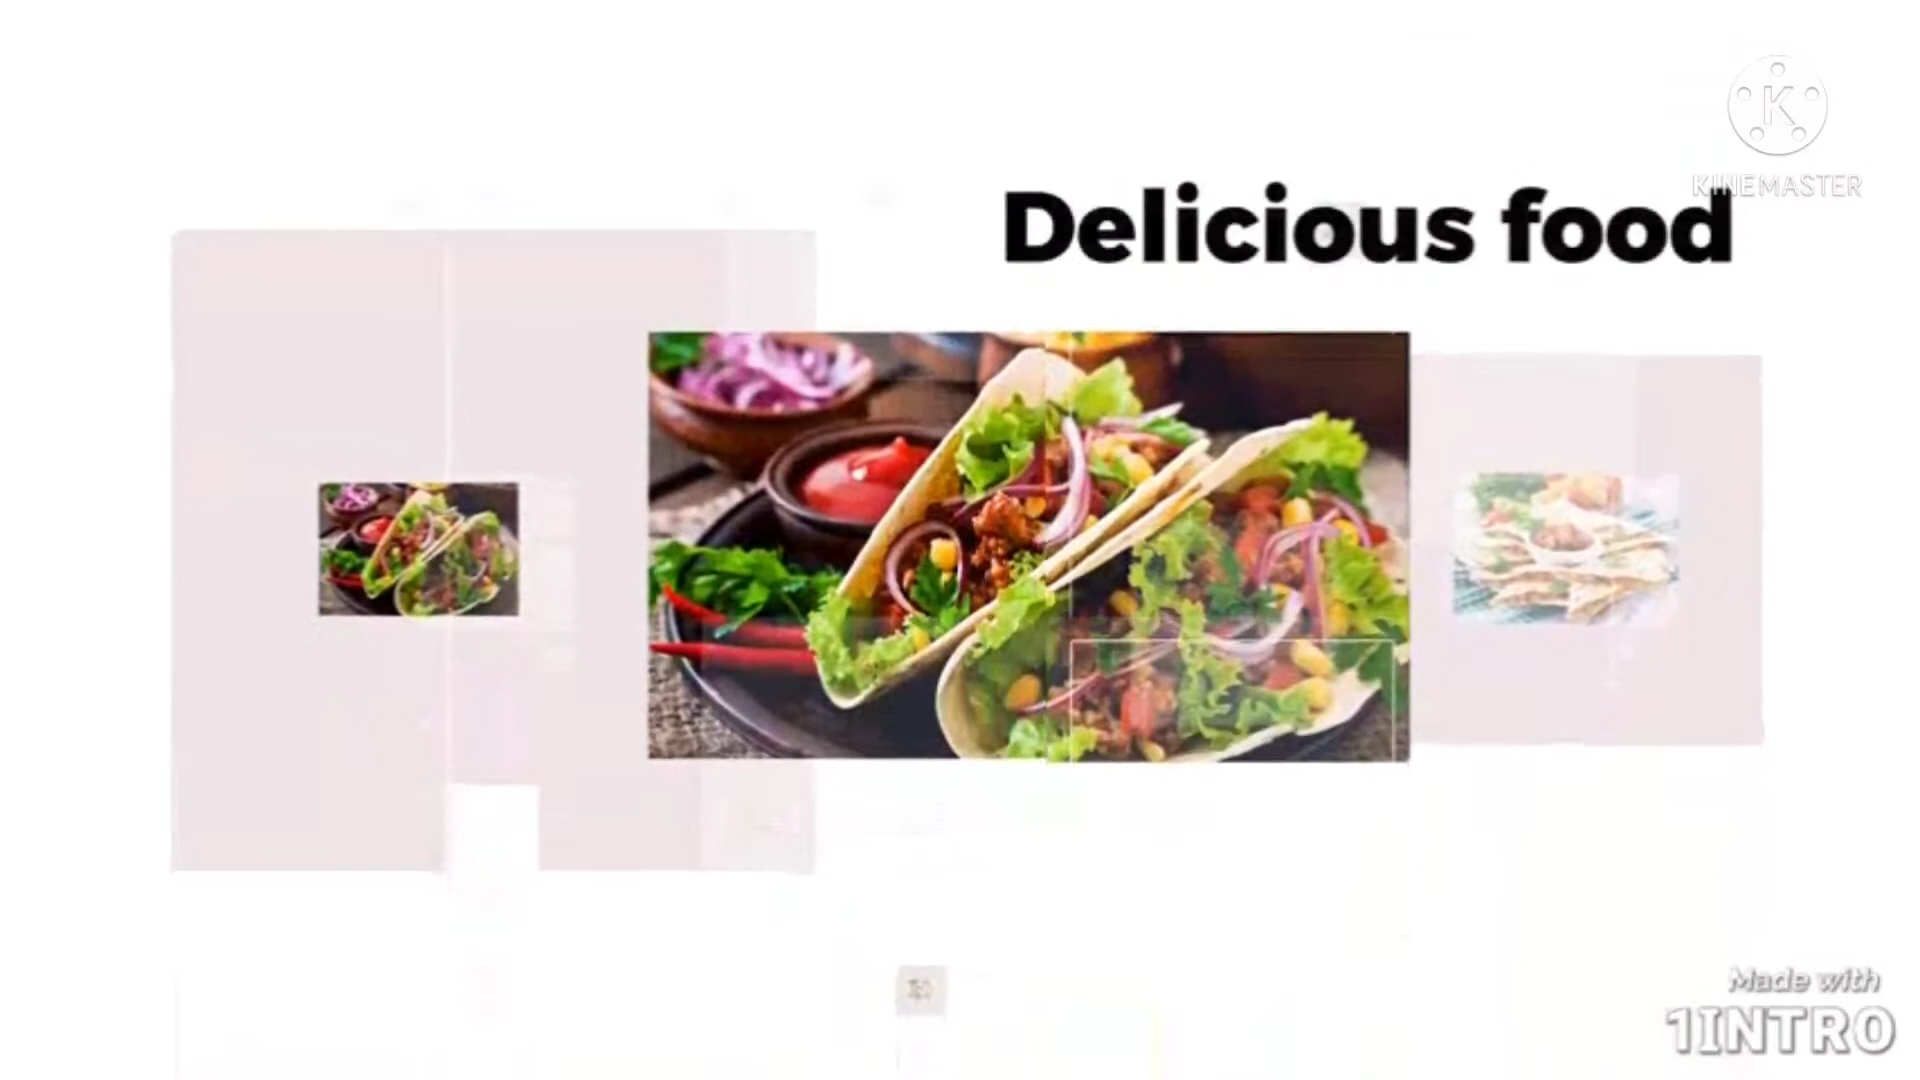 K
KINEMASTER
Delicious food
Made with
1INTRO